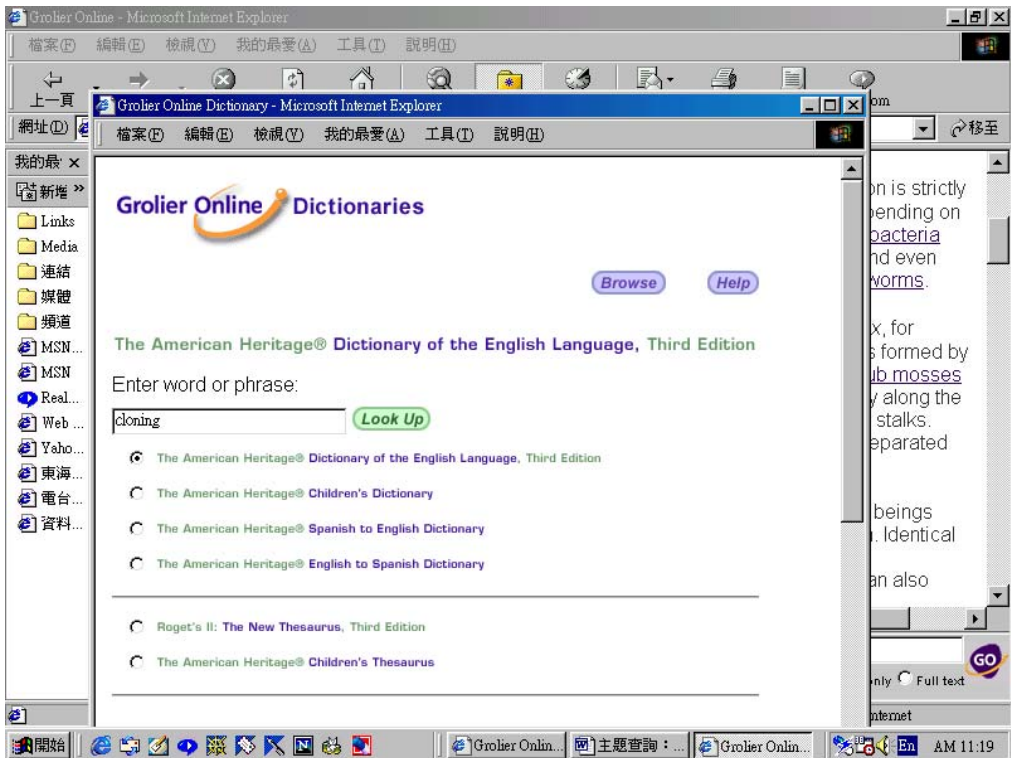 Grolier Online - Microsoft Internet Explorer
檔案(F) 編輯(E) 檢視(V) 我的最愛(A) 工具(T) 說明(H)
上一頁
網址(D)
移至
我的最
新增
Links
Media
連結
媒體
頻道
MSN...
MSN
Real...
Web ...
Yaho...
東海...
電台...
資料...
Grolier Online Dictionary - Microsoft Internet Explorer
檔案(F) 編輯(E) 檢視(V) 我的最愛(A) 工具(T) 說明(H)
Grolier Online Dictionaries
Browse Help
The American Heritage® Dictionary of the English Language, Third Edition
Enter word or phrase:
cloning Look Up
The American Heritage® Dictionary of the English Language, Third Edition
The American Heritage® Children's Dictionary
The American Heritage® Spanish to English Dictionary
The American Heritage® English to Spanish Dictionary
Roget's II: The New Thesaurus, Third Edition
The American Heritage® Children's Thesaurus
on is strictly
pending on
bacteria
nd even
worms.
x, for
s formed by
ub mosses
y along the
stalks.
eparated
beings
. Identical
an also
GO
nly Full text
nternet
開始 Grolier Onlin... 主題查詢：... Grolier Onlin... En AM 11:19